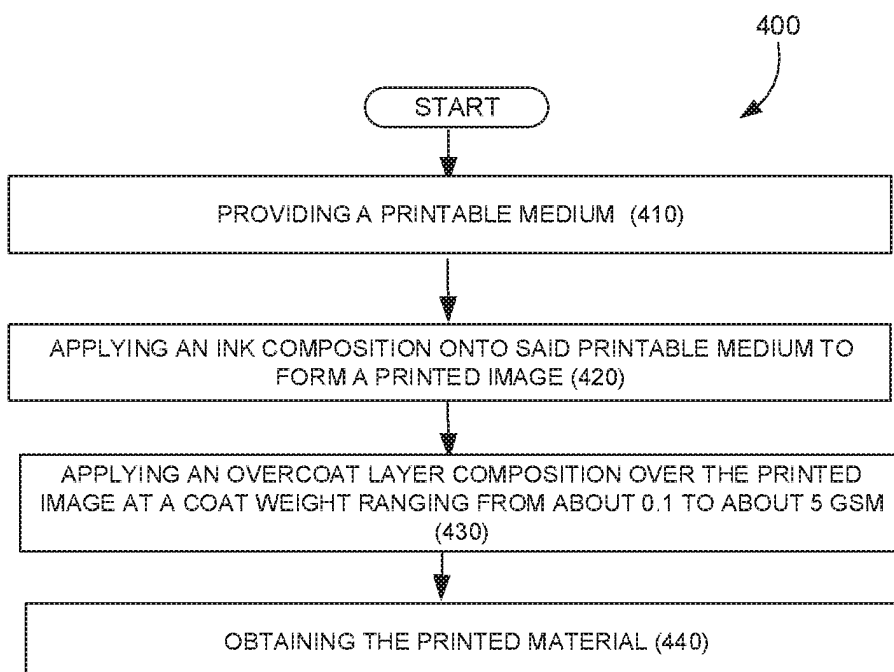 400
START
PROVIDING A PRINTABLE MEDIUM (410)
APPLYING AN INK COMPOSITION ONTO SAID PRINTABLE MEDIUM TO
FORM A PRINTED IMAGE (420)
APPLYING AN OVERCOAT LAYER COMPOSITION OVER THE PRINTED
IMAGE AT A COAT WEIGHT RANGING FROM ABOUT 0.1 TO ABOUT 5 GSM
(430)
OBTAINING THE PRINTED MATERIAL (440)